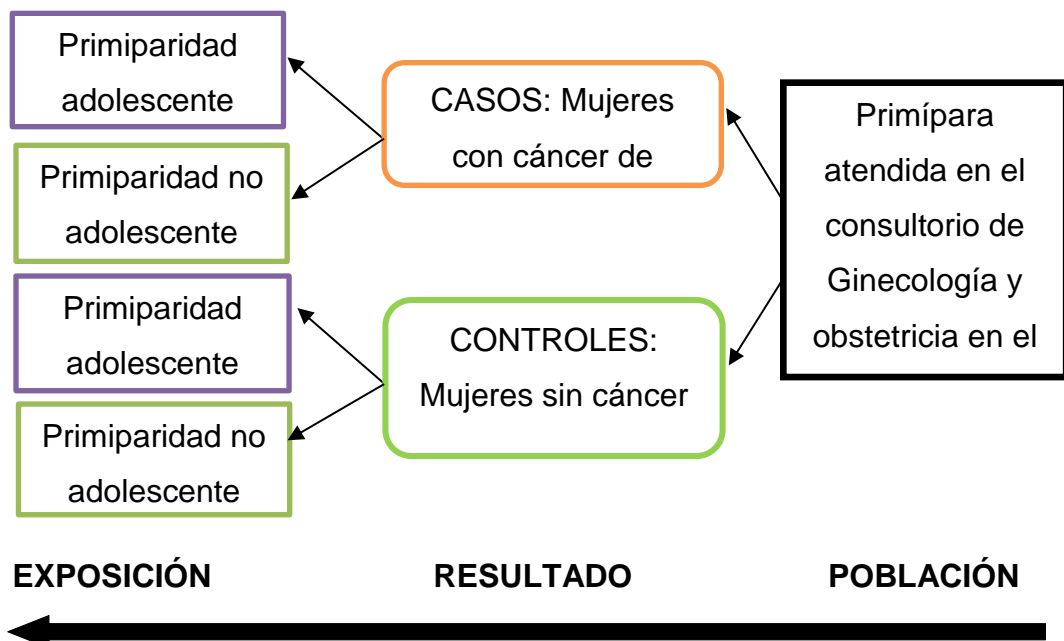 Primiparidad
adolescente
Primiparidad no
adolescente
Primiparidad
adolescente
Primiparidad no
adolescente
CASOS: Mujeres
con cáncer de
CONTROLES:
Mujeres sin cáncer
Primípara
atendida en el
consultorio de
Ginecología y
obstetricia en el
EXPOSICIÓN
RESULTADO
POBLACIÓN